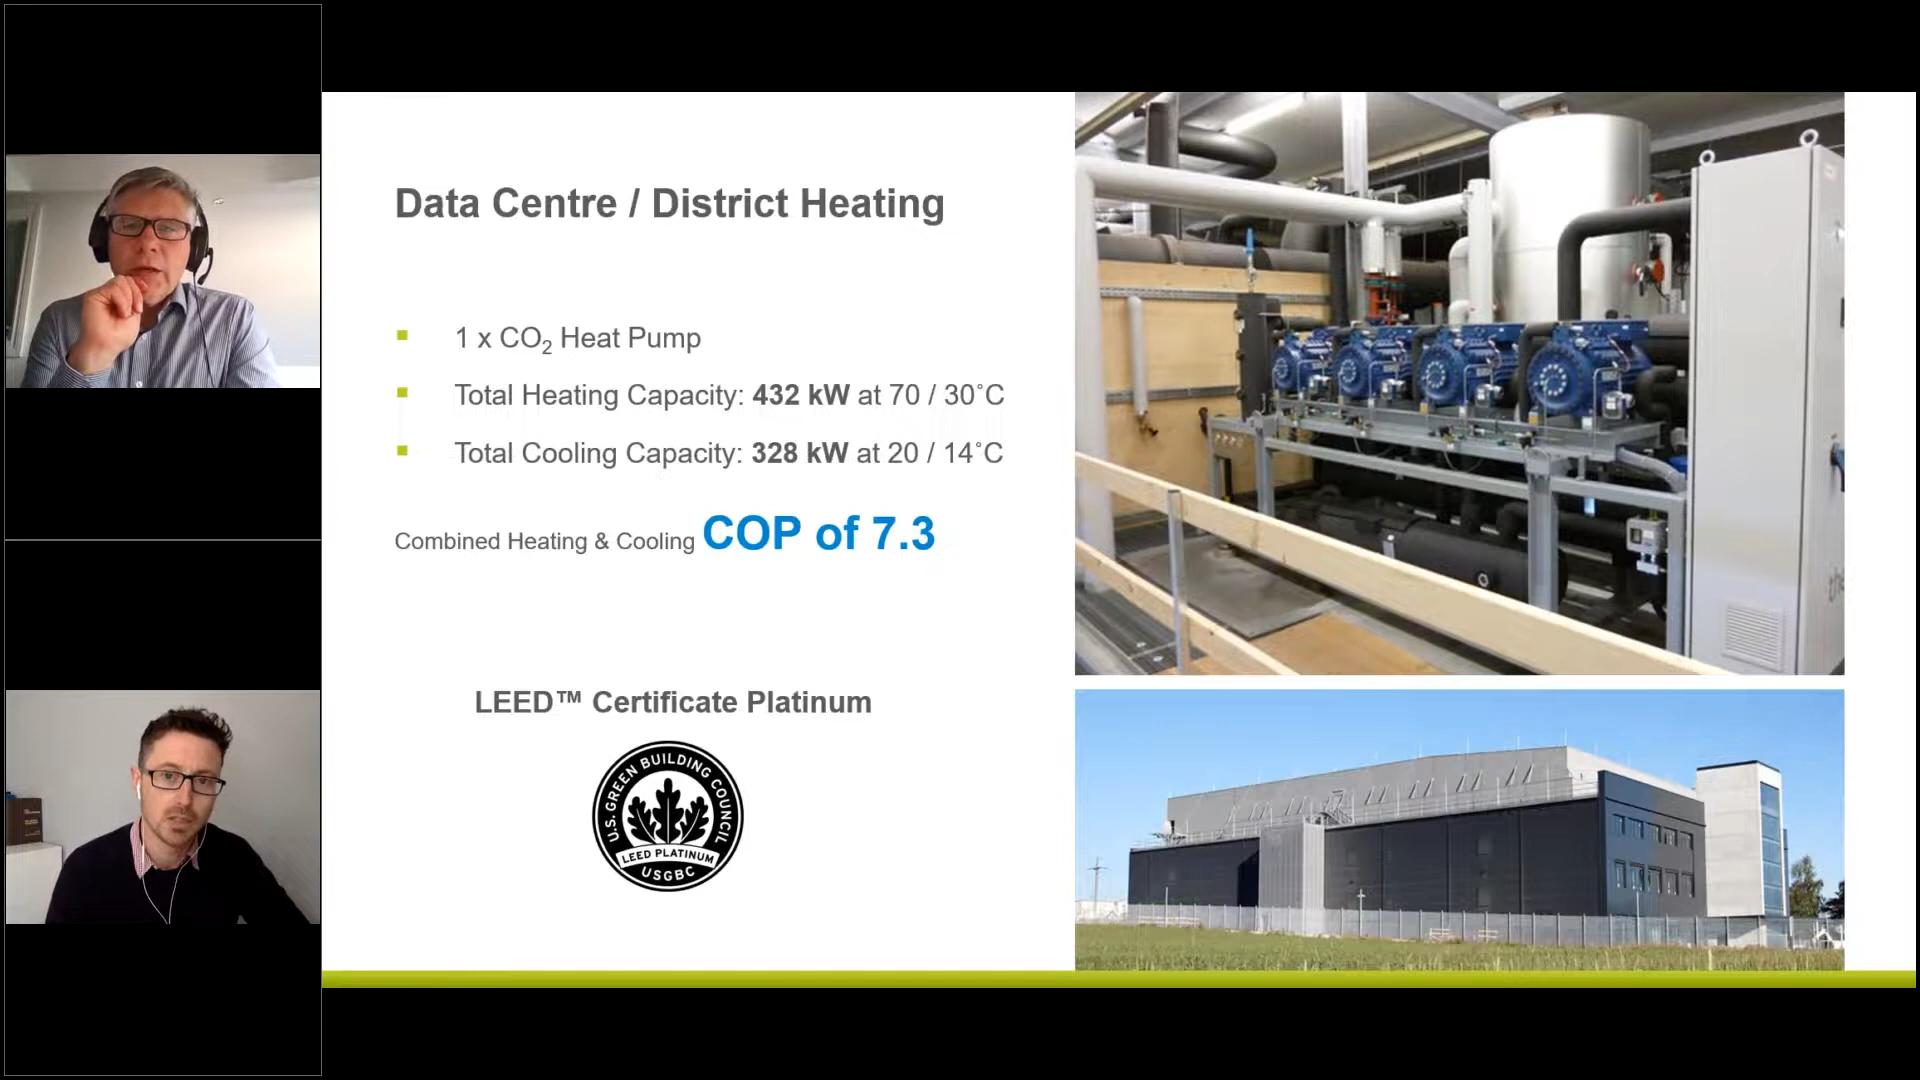 Data Centre / District Heating
1 x CO₂ Heat Pump
Total Heating Capacity: 432 kW at 70 / 30˚C
Total Cooling Capacity: 328 kW at 20 / 14˚C
Combined Heating & Cooling COP of 7.3
LEED™ Certificate Platinum
U.S. GREEN BUILDING COUNCIL
LEED PLATINUM
USGBC